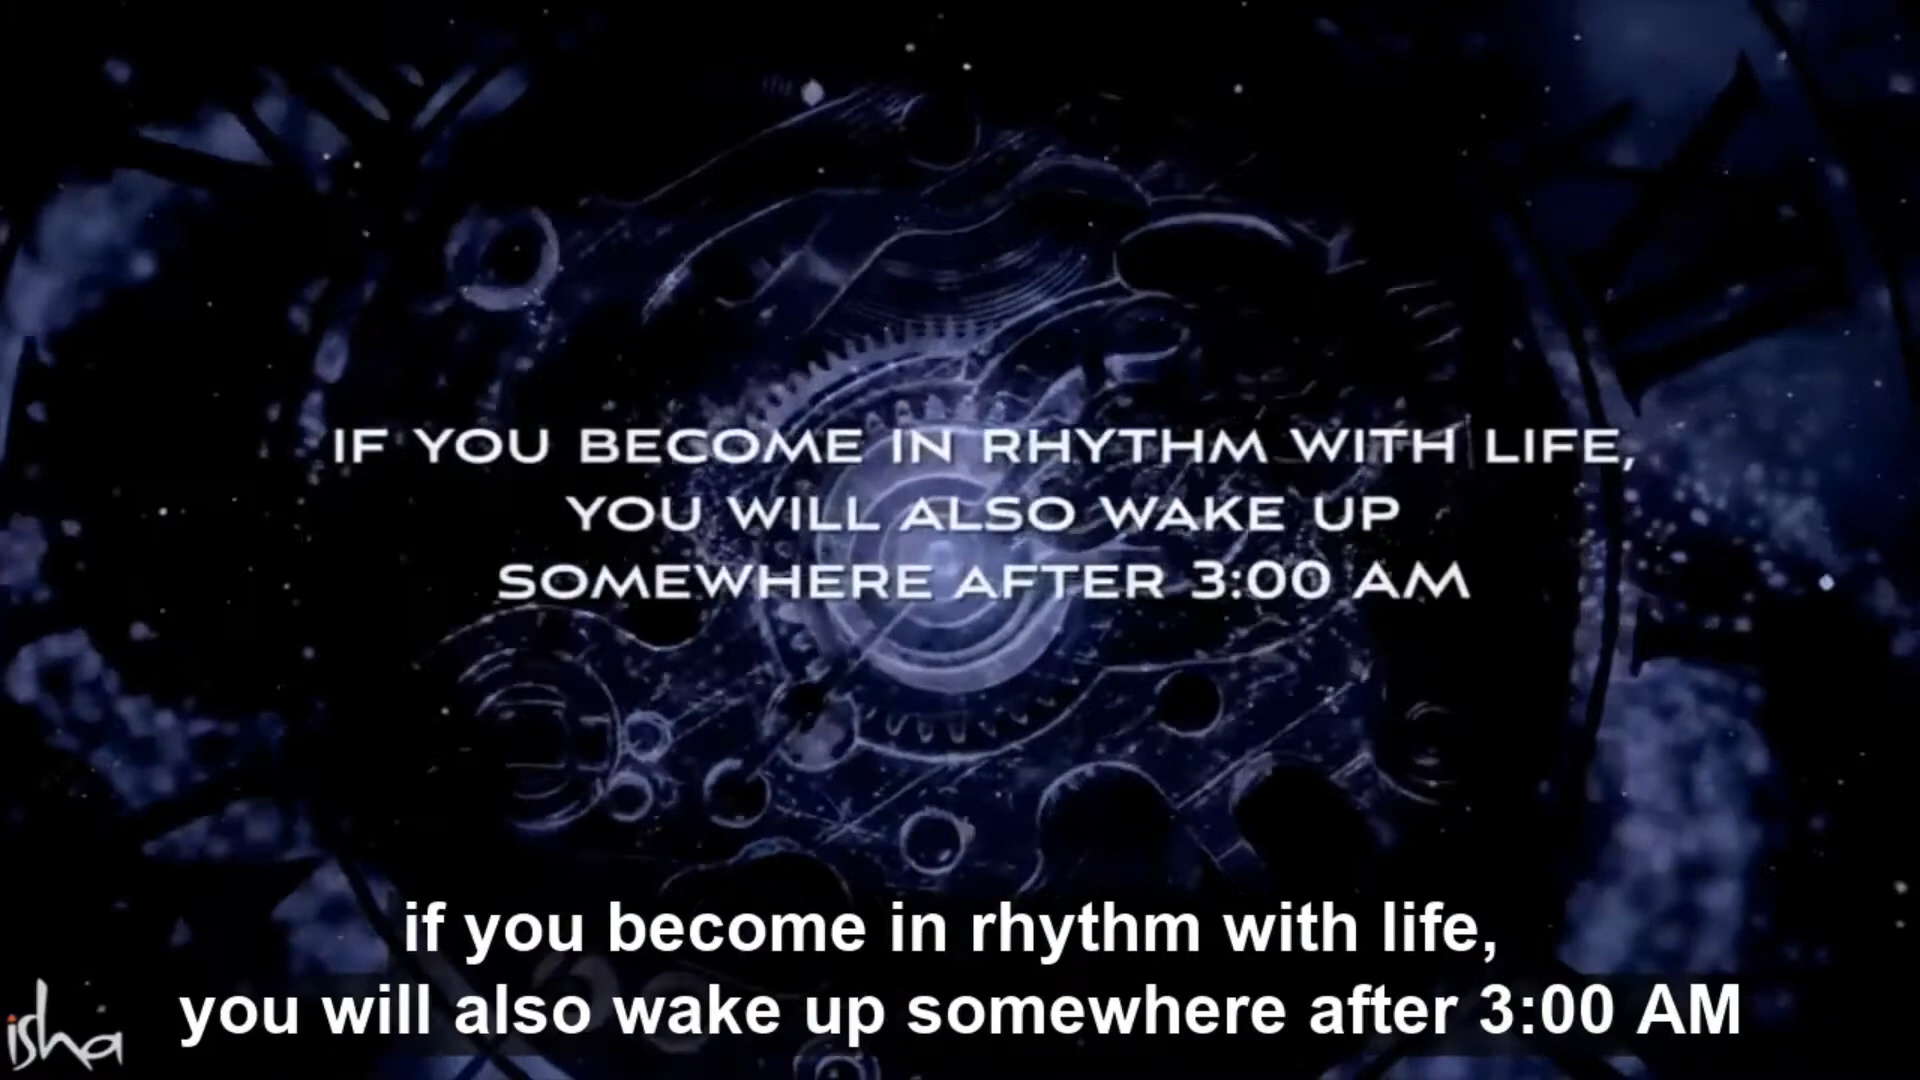 IF YOU BECOME IN RHYTHM WITH LIFE,
YOU WILL ALSO WAKE UP
SOMEWHERE AFTER 3:00 AM
if you become in rhythm with life,
you will also wake up somewhere after 3:00 AM
isha